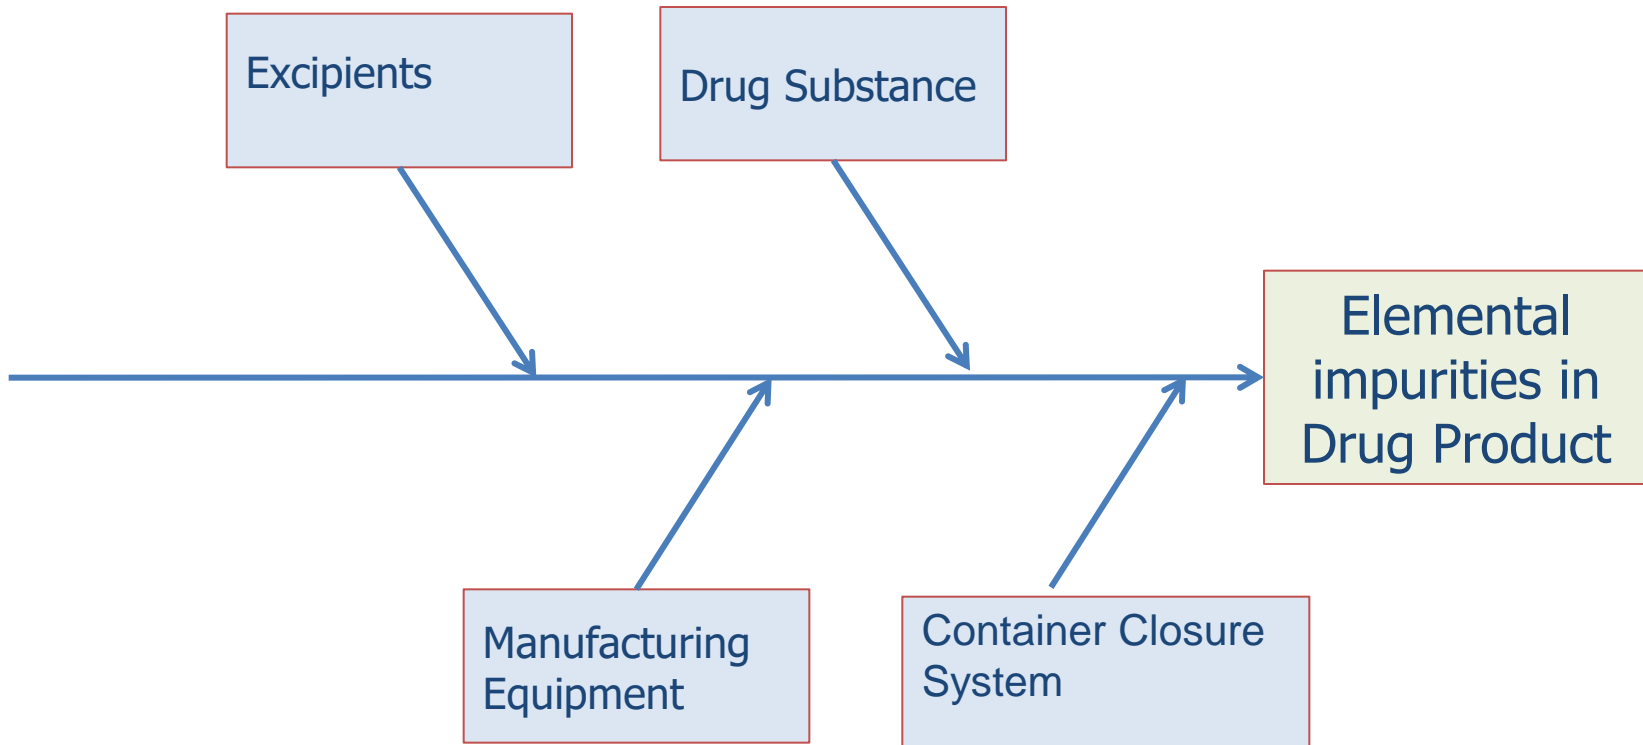 Excipients
Drug Substance
Elemental
impurities in
Drug Product
Manufacturing
Equipment
Container Closure
System